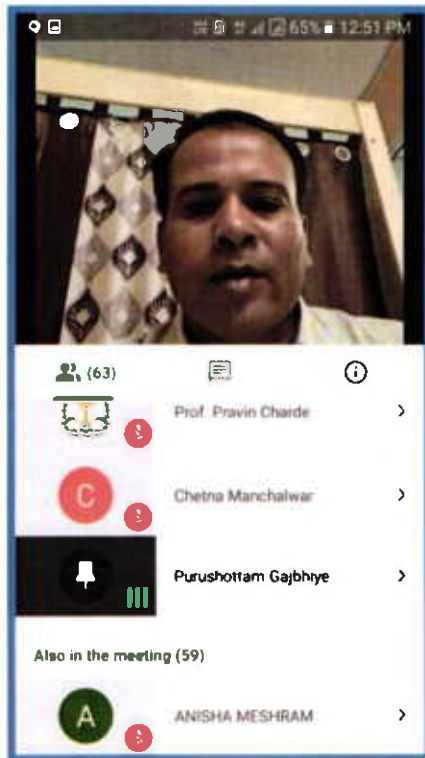 65% 12:51 PM
(63)
Prof. Pravin Charde
C
Chetna Manchalwar
Purushottam Gajbhiye
Also in the meeting (59)
A
ANISHA MESHRAM